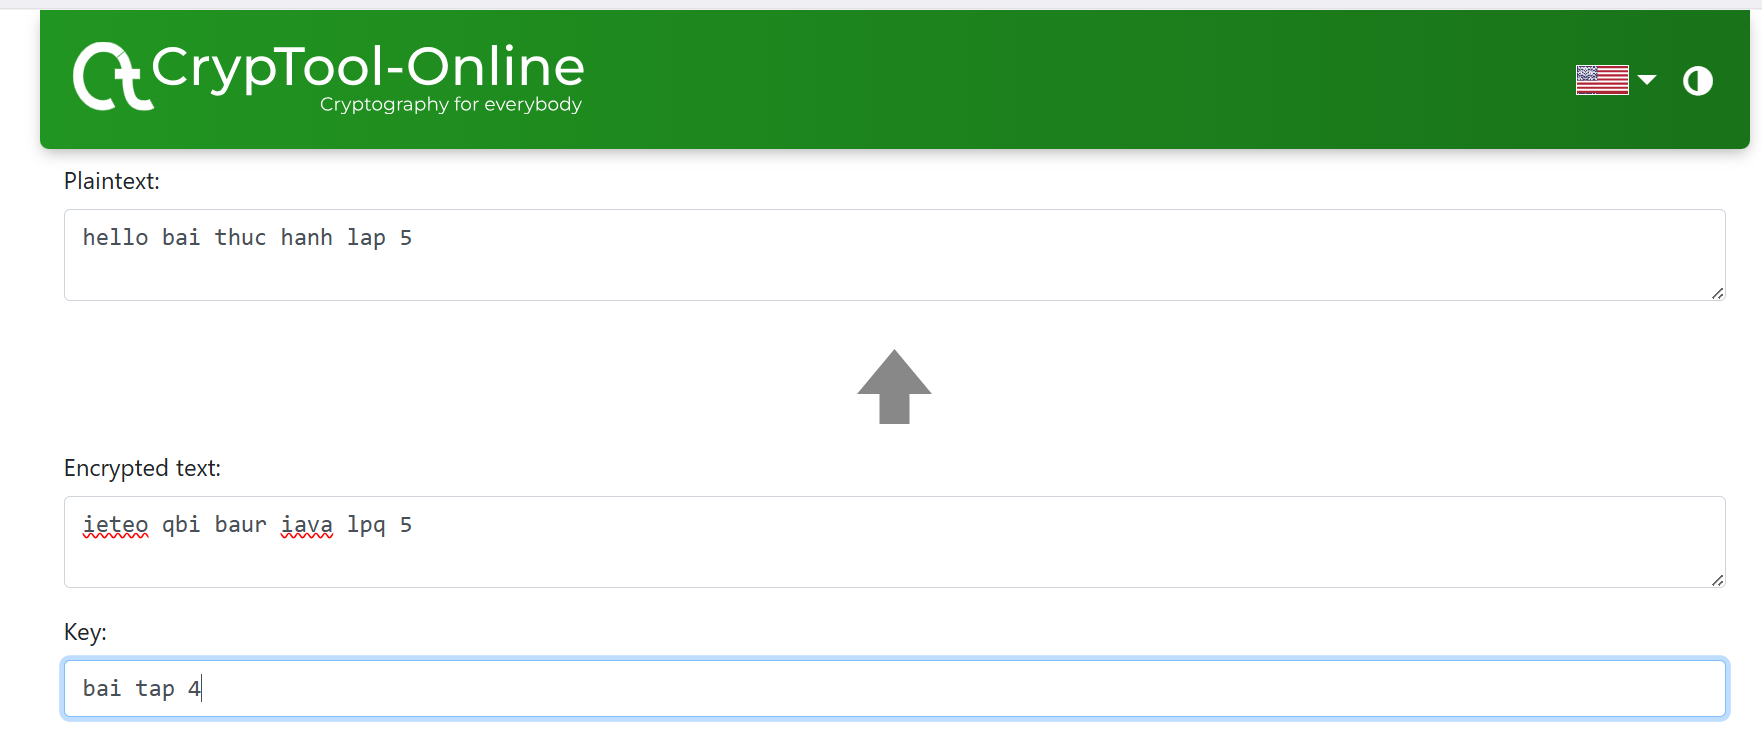 CrypTool-Online
Cryptography for everybody
Plaintext:
hello bai thuc hanh lap 5
Encrypted text:
ieteo qbi baur iava lpq 5
Key:
bai tap 4